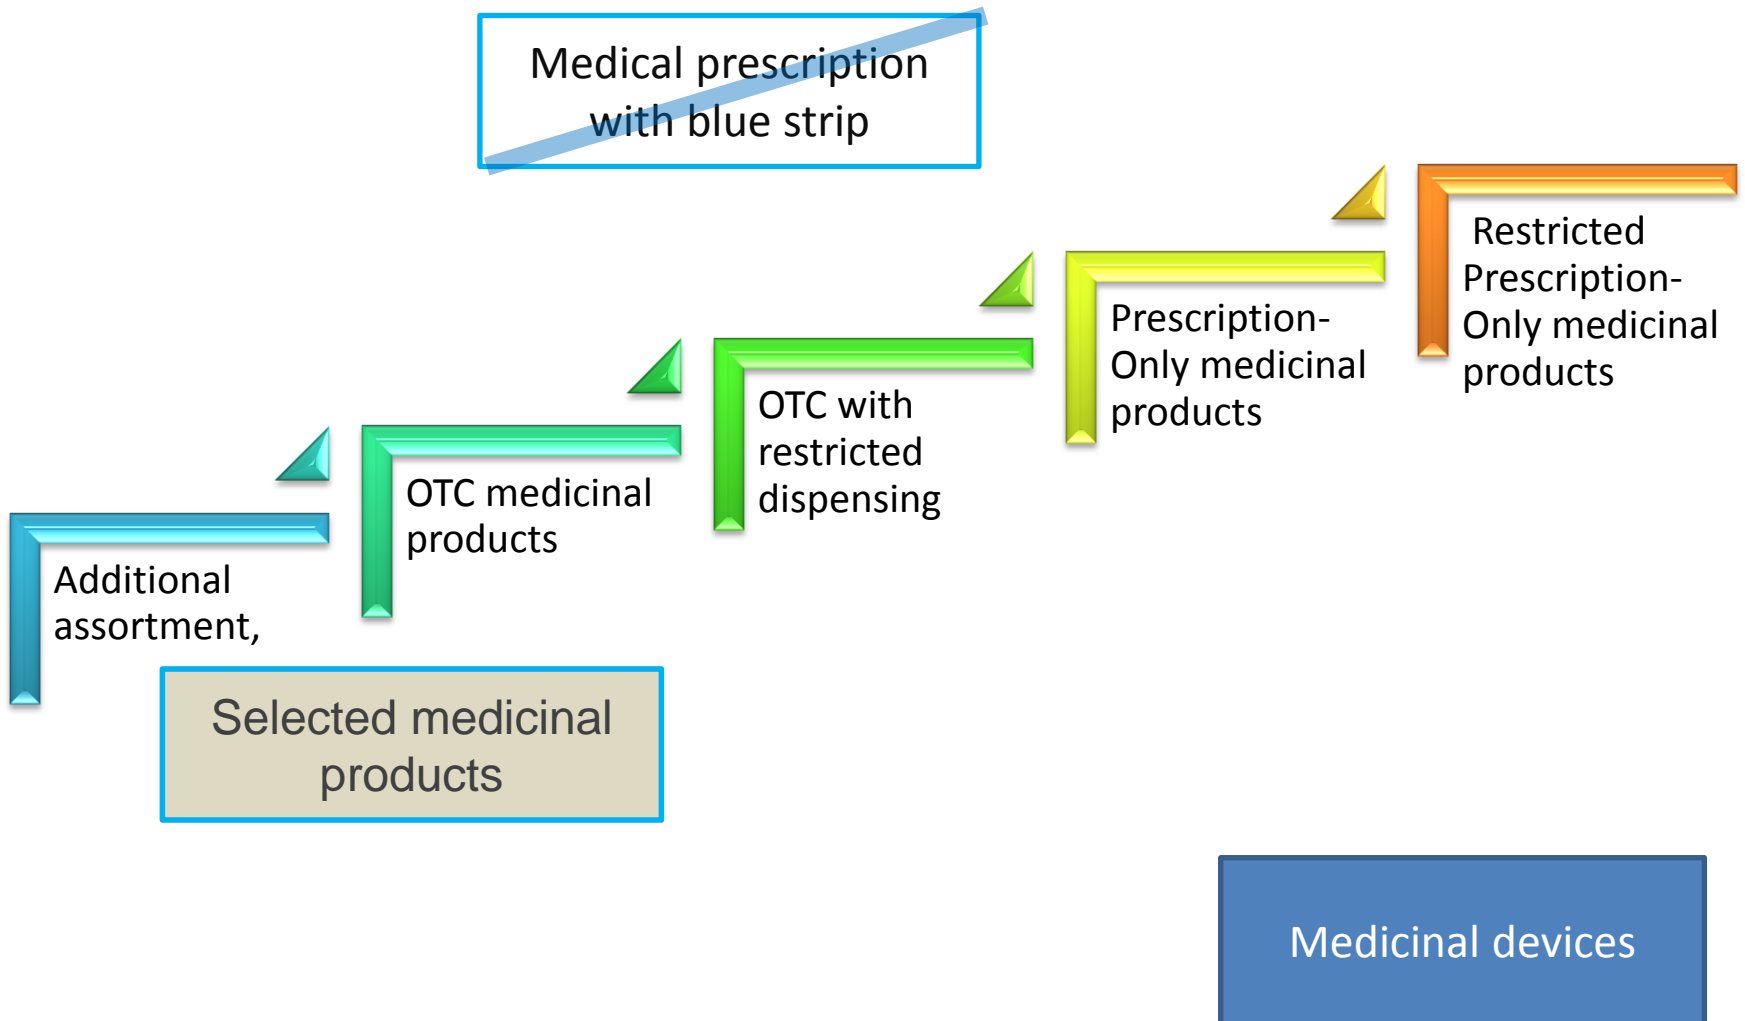 Medical prescription
with blue strip
Additional
assortment,
OTC medicinal
products
OTC with
restricted
dispensing
Prescription-
Only medicinal
products
Restricted
Prescription-
Only medicinal
products
Selected medicinal
products
Medicinal devices